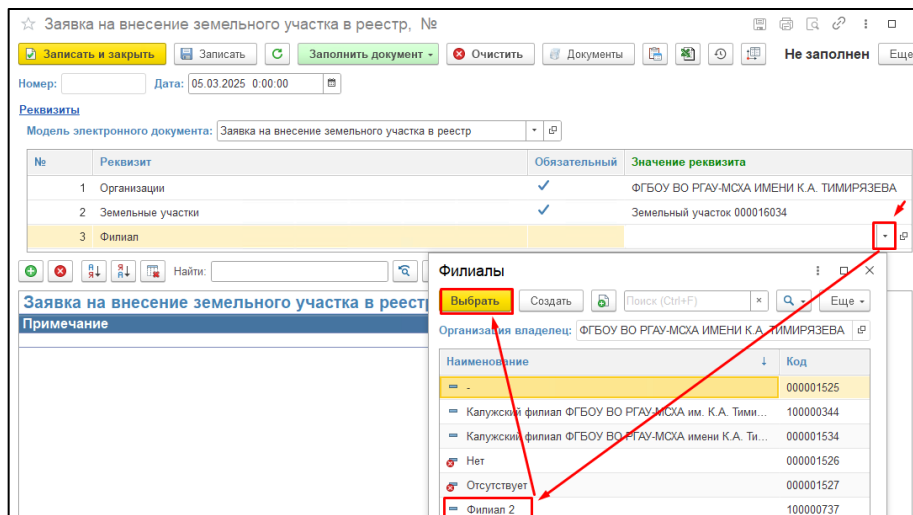 Заявка на внесение земельного участка в реестр, №
Записать и закрыть Записать Заполнить документ Очистить Документы Не заполнен Еще
Номер: Дата: 05.03.2025 0:00:00
Реквизиты
Модель электронного документа: Заявка на внесение земельного участка в реестр
№ Реквизит Обязательный Значение реквизита
1 Организации ФГБОУ ВО РГАУ-МСХА ИМЕНИ К.А. ТИМИРЯЗЕВА
2 Земельные участки Земельный участок 000016034
3 Филиал
Найти:
Заявка на внесение земельного участка в реест
Примечание
Филиалы
Выбрать Создать Поиск (Ctrl+F) Еще
Организация владелец: ФГБОУ ВО РГАУ-МСХА ИМЕНИ К.А. ТИМИРЯЗЕВА
Наименование ↓ Код
- 000001525
Калужский филиал ФГБОУ ВО РГАУ-МСХА им. К.А. Тими... 100000344
Калужский филиал ФГБОУ ВО РГАУ-МСХА имени К.А. Ти... 000001534
Нет 000001526
Отсутствует 000001527
Филиал 2 100000737